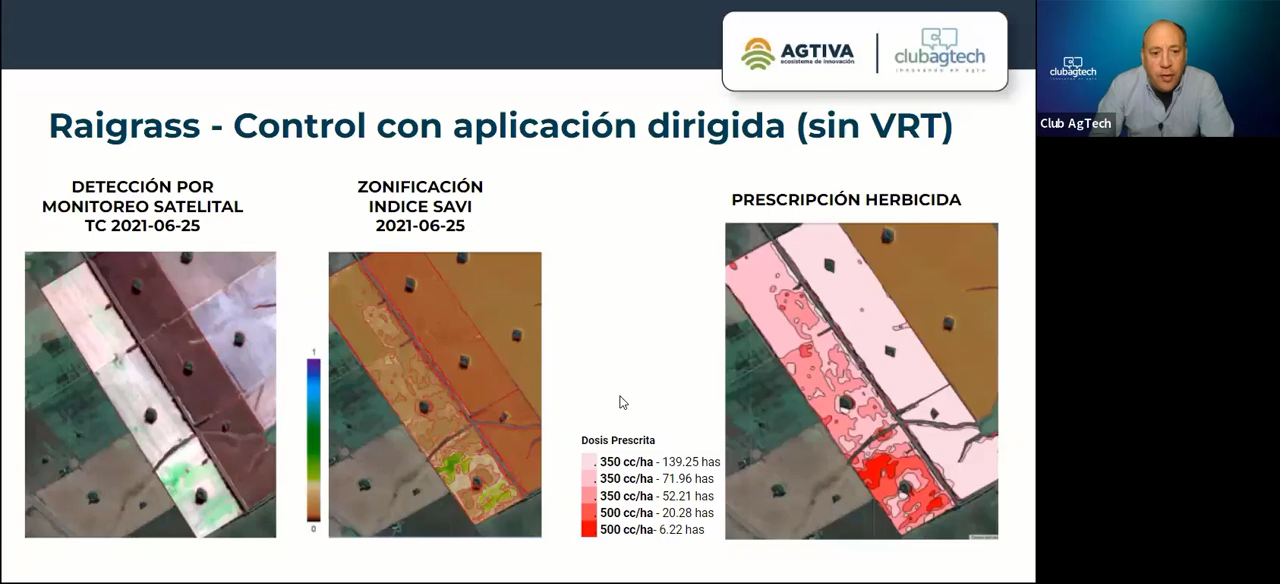 AGTIVA
ecosistema de innovación
clubagtech
innovando en agro
clubagtech
Club AgTech
Raigrass - Control con aplicación dirigida (sin VRT)
DETECCIÓN POR
MONITOREO SATELITAL
TC 2021-06-25
ZONIFICACIÓN
INDICE SAVI
2021-06-25
PRESCRIPCIÓN HERBICIDA
1
0
Dosis Prescrita
. 350 cc/ha - 139.25 has
. 350 cc/ha - 71.96 has
. 350 cc/ha - 52.21 has
. 500 cc/ha - 20.28 has
. 500 cc/ha- 6.22 has